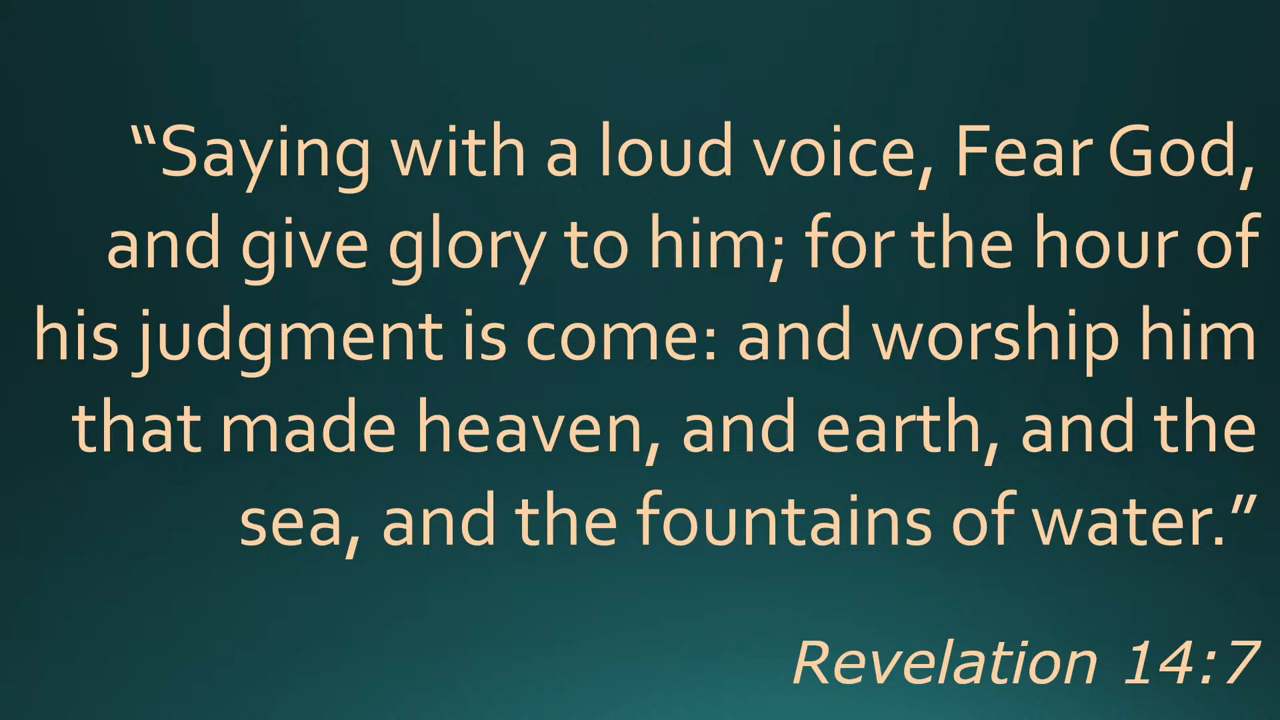 “Saying with a loud voice, Fear God,
and give glory to him; for the hour of
his judgment is come: and worship him
that made heaven, and earth, and the
sea, and the fountains of water.”
Revelation 14:7